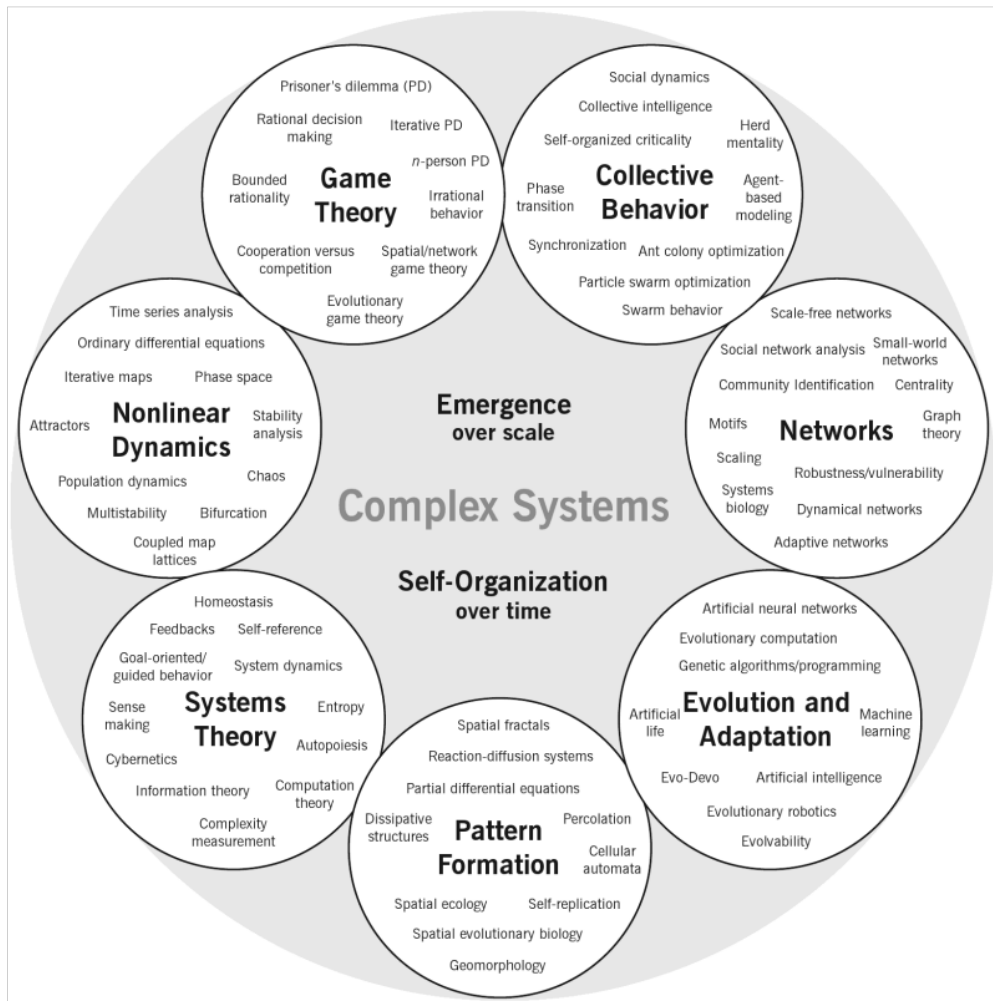 Prisoner's dilemma (PD)
Rational decision
making
Iterative PD
n-person PD
Game
Theory
Bounded
rationality
Irrational
behavior
Cooperation versus
competition
Spatial/network
game theory
Evolutionary
game theory
Social dynamics
Collective intelligence
Self-organized criticality
Herd
mentality
Collective
Behavior
Phase
transition
Agent-
based
modeling
Synchronization
Ant colony optimization
Particle swarm optimization
Swarm behavior
Time series analysis
Ordinary differential equations
Iterative maps
Phase space
Attractors
Nonlinear
Dynamics
Stability
analysis
Population dynamics
Chaos
Multistability
Bifurcation
Coupled map
lattices
Emergence
over scale
Complex Systems
Self-Organization
over time
Scale-free networks
Social network analysis
Small-world
networks
Community Identification
Centrality
Motifs
Networks
Graph
theory
Scaling
Robustness/vulnerability
Systems
biology
Dynamical networks
Adaptive networks
Homeostasis
Feedbacks
Self-reference
Goal-oriented/
guided behavior
System dynamics
Sense
making
Systems
Theory
Entropy
Cybernetics
Autopoiesis
Information theory
Computation
theory
Complexity
measurement
Spatial fractals
Reaction-diffusion systems
Partial differential equations
Dissipative
structures
Pattern
Formation
Percolation
Cellular
automata
Spatial ecology
Self-replication
Spatial evolutionary biology
Geomorphology
Artificial neural networks
Evolutionary computation
Genetic algorithms/programming
Artificial
life
Evolution and
Adaptation
Machine
learning
Evo-Devo
Artificial intelligence
Evolutionary robotics
Evolvability